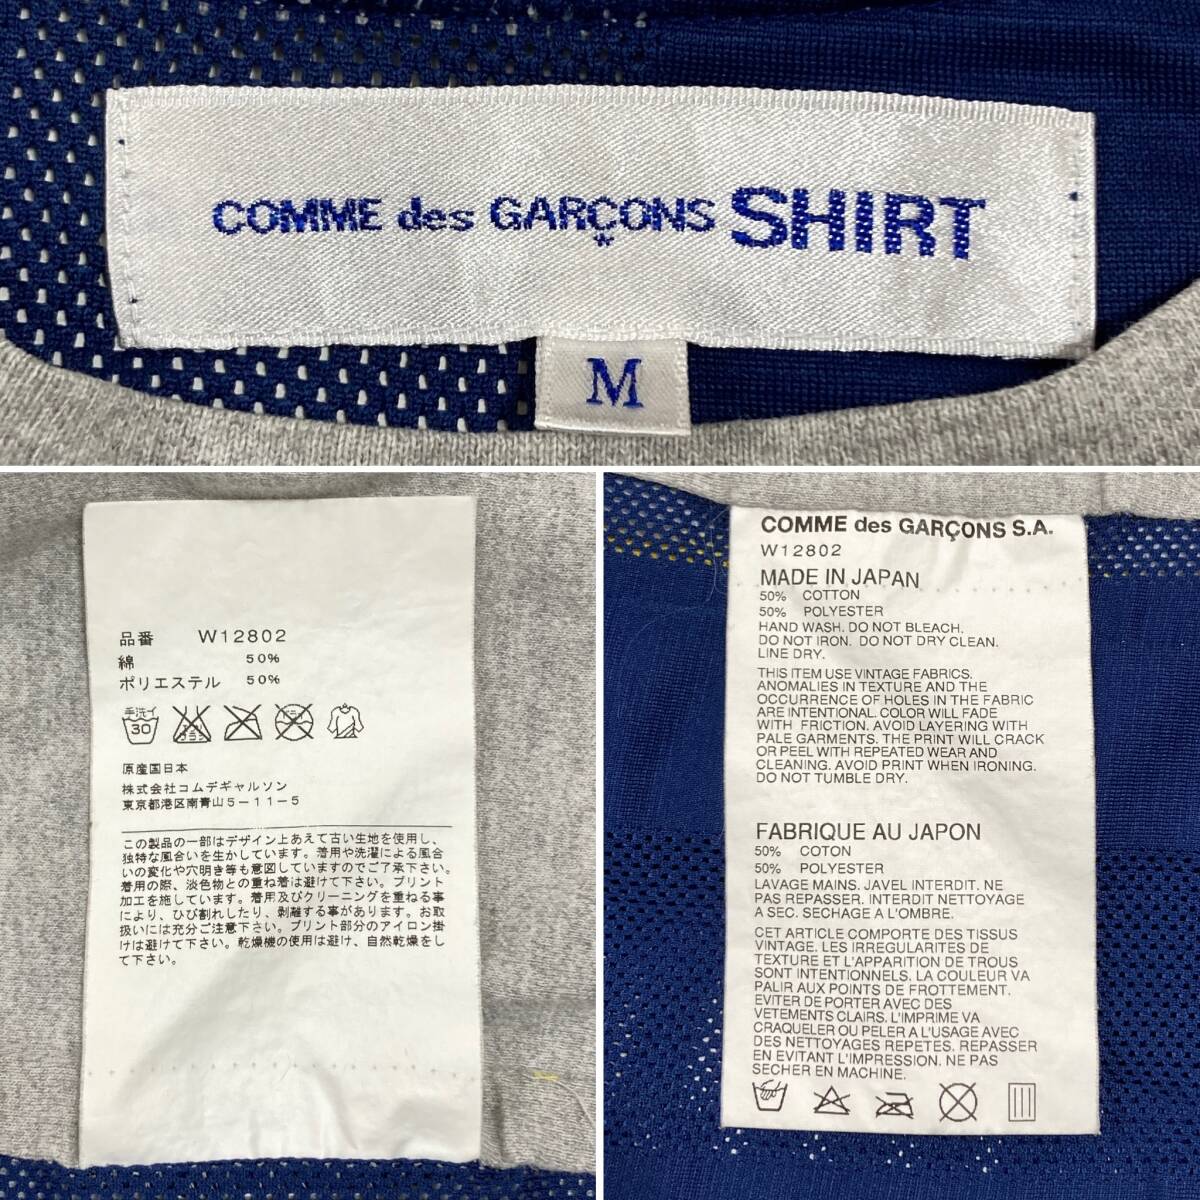 COMME des GARÇONS SHIRT
M
品番 W12802
綿 50%
ポリエステル 50%
手洗イ
30
原産国日本
株式会社コムデギャルソン
東京都港区南青山5-11-5
この製品の一部はデザイン上あえて古い生地を使用し、
独特な風合いを生かしています。着用や洗濯による風合
いの変化や穴明き等も意図していますのでご了承下さい。
着用の際、淡色物との重ね着は避けて下さい。プリント
加工を施しています。着用及びクリーニングを重ねる事
により、ひび割れしたり、剥離する事があります。お取
扱いには充分ご注意下さい。プリント部分のアイロン掛
けは避けて下さい。乾燥機の使用は避け、自然乾燥をし
て下さい。
COMME des GARÇONS S.A.
W12802
MADE IN JAPAN
50% COTTON
50% POLYESTER
HAND WASH. DO NOT BLEACH.
DO NOT IRON. DO NOT DRY CLEAN.
LINE DRY.
THIS ITEM USE VINTAGE FABRICS.
ANOMALIES IN TEXTURE AND THE
OCCURRENCE OF HOLES IN THE FABRIC
ARE INTENTIONAL. COLOR WILL FADE
WITH FRICTION. AVOID LAYERING WITH
PALE GARMENTS. THE PRINT WILL CRACK
OR PEEL WITH REPEATED WEAR AND
CLEANING. AVOID PRINT WHEN IRONING.
DO NOT TUMBLE DRY.
FABRIQUE AU JAPON
50% COTON
50% POLYESTER
LAVAGE MAINS. JAVEL INTERDIT. NE
PAS REPASSER. INTERDIT NETTOYAGE
A SEC. SECHAGE A L'OMBRE.
CET ARTICLE COMPORTE DES TISSUS
VINTAGE. LES IRREGULARITES DE
TEXTURE ET L'APPARITION DE TROUS
SONT INTENTIONNELS. LA COULEUR VA
PALIR AUX POINTS DE FROTTEMENT.
EVITER DE PORTER AVEC DES
VETEMENTS CLAIRS. L'IMPRIME VA
CRAQUELER OU PELER A L'USAGE AVEC
DES NETTOYAGES REPETES. REPASSER
EN EVITANT L'IMPRESSION. NE PAS
SECHER EN MACHINE.